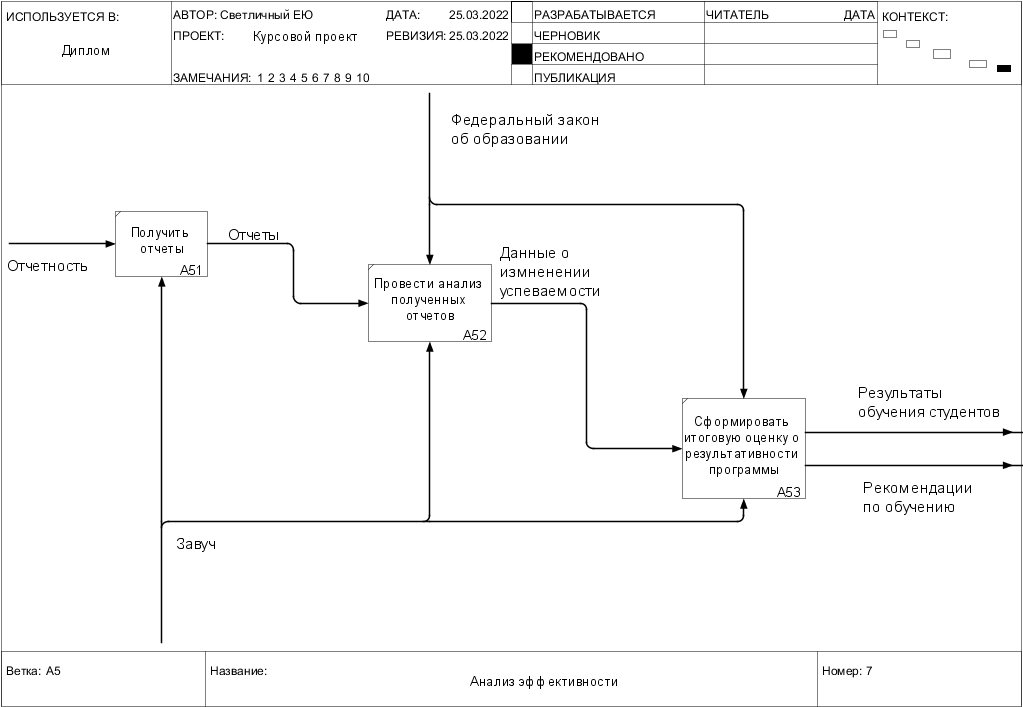 ИСПОЛЬЗУЕТСЯ В:
Диплом
АВТОР: Светличный ЕЮ
ДАТА: 25.03.2022
ПРОЕКТ: Курсовой проект
РЕВИЗИЯ: 25.03.2022
ЗАМЕЧАНИЯ: 1 2 3 4 5 6 7 8 9 10
РАЗРАБАТЫВАЕТСЯ
ЧЕРНОВИК
РЕКОМЕНДОВАНО
ПУБЛИКАЦИЯ
ЧИТАТЕЛЬ ДАТА
КОНТЕКСТ:
Федеральный закон
об образовании
Получить
отчеты
A51
Отчетность
Отчеты
Провести анализ
полученных
отчетов
A52
Данные о
измненении
успеваемости
Сформировать
итоговую оценку о
результативности
программы
A53
Результаты
обучения студентов
Рекомендации
по обучению
Завуч
Ветка: A5
Название:
Анализ эффективности
Номер: 7